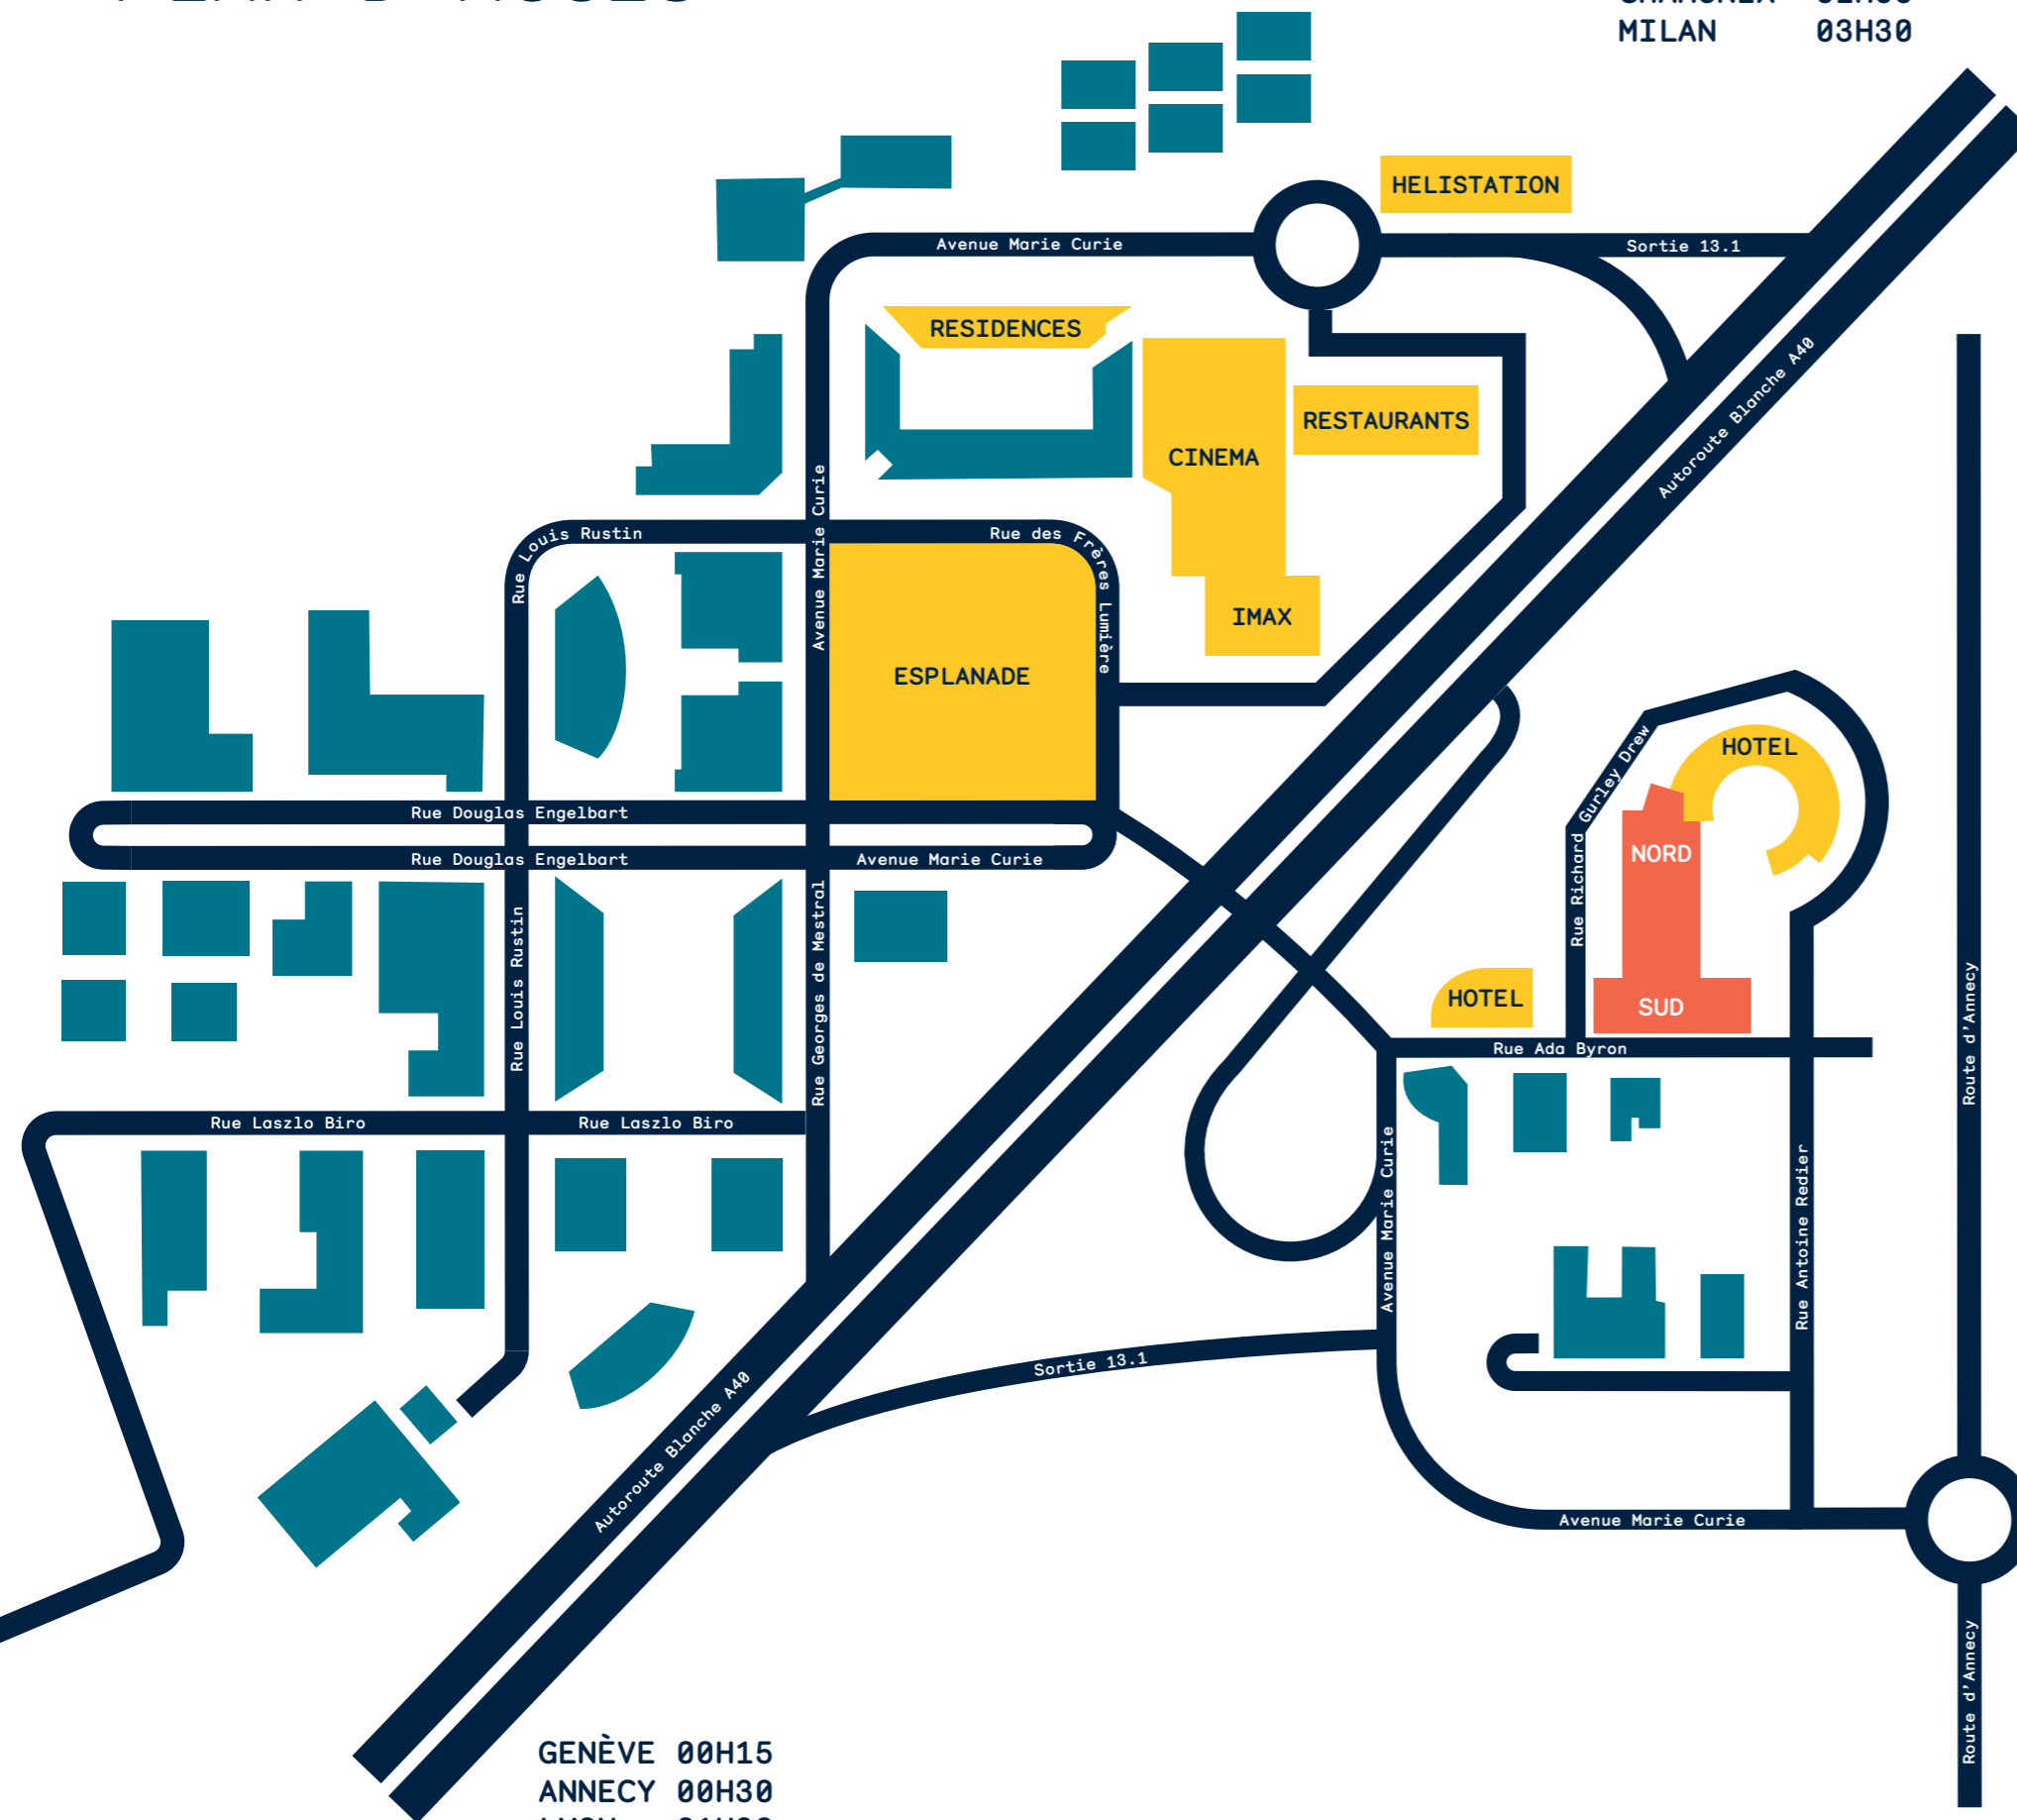 MILAN 03H30
HELISTATION
Avenue Marie Curie
Sortie 13.1
RESIDENCES
Autoroute Blanche A40
RESTAURANTS
CINEMA
Avenue Marie Curie
Rue Louis Rustin
Rue des Frères Lumière
IMAX
ESPLANADE
HOTEL
Rue Richard Gurley Drew
Rue Douglas Engelbart
NORD
Rue Douglas Engelbart
Avenue Marie Curie
Rue Louis Rustin
Rue Georges de Mestral
HOTEL
SUD
Route d'Annecy
Rue Ada Byron
Rue Laszlo Biro
Rue Laszlo Biro
Avenue Marie Curie
Rue Antoine Redier
Sortie 13.1
Autoroute Blanche A40
Avenue Marie Curie
Route d'Annecy
GENÈVE 00H15
ANNECY 00H30